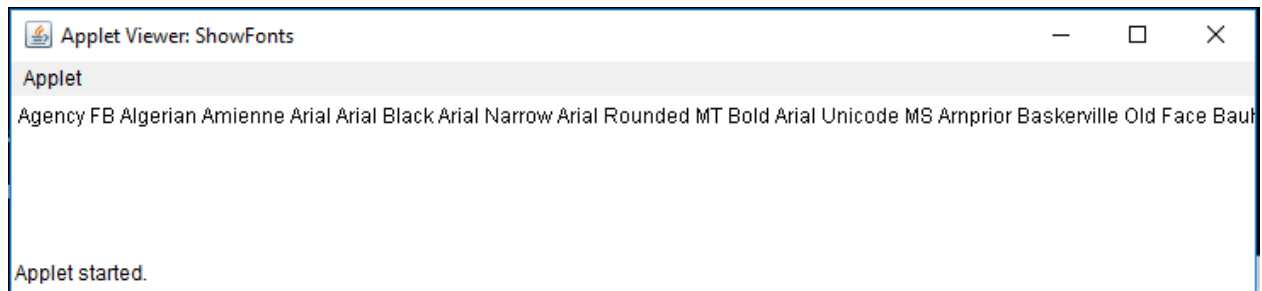 Applet Viewer: ShowFonts
Applet
Agency FB Algerian Amienne Arial Arial Black Arial Narrow Arial Rounded MT Bold Arial Unicode MS Arnprior Baskerville Old Face
Applet started.